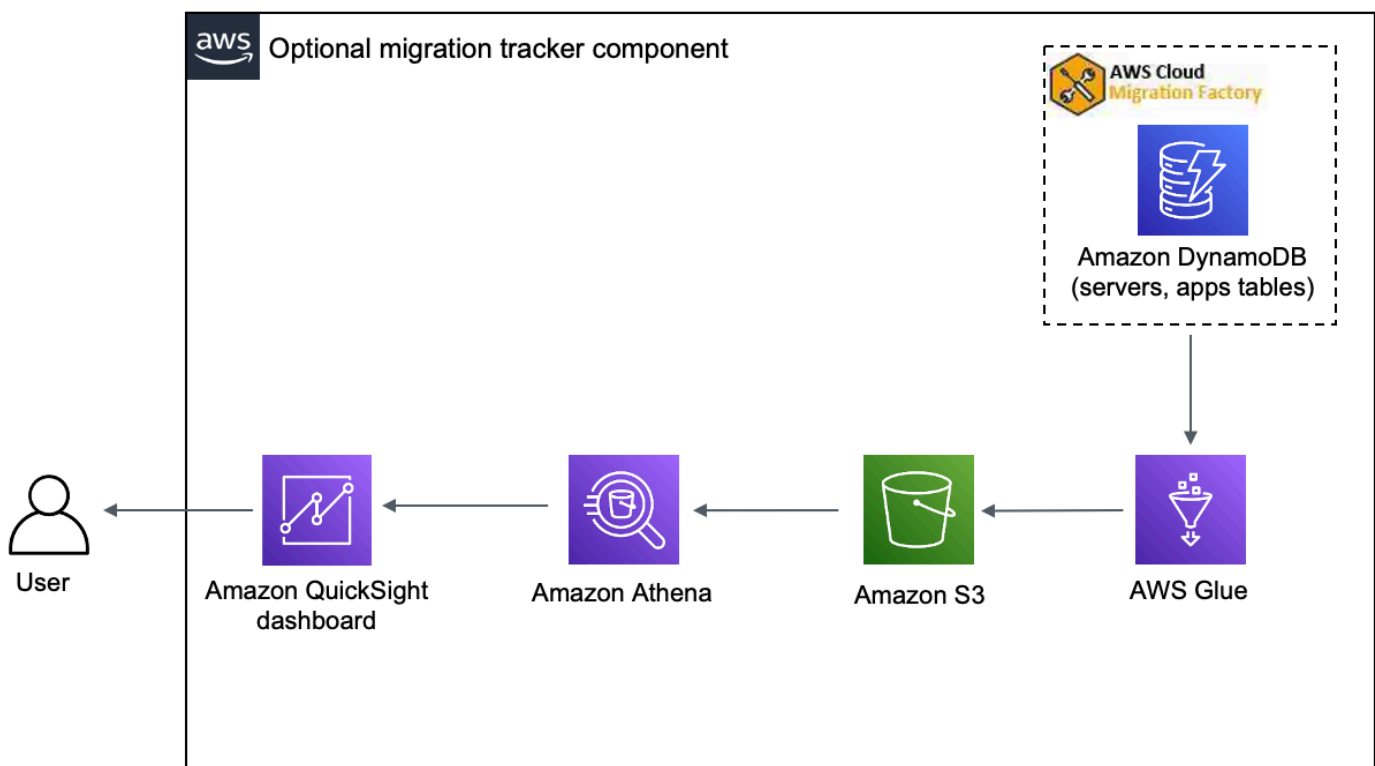 aws
Optional migration tracker component
AWS Cloud
Migration Factory
Amazon DynamoDB
(servers, apps tables)
User
Amazon QuickSight
dashboard
Amazon Athena
Amazon S3
AWS Glue